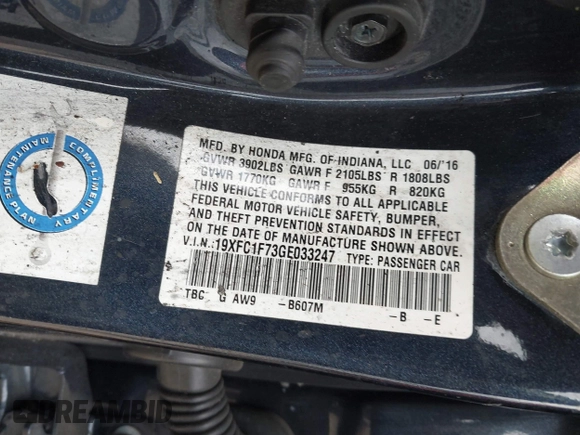 MFD. BY HONDA MFG. OF INDIANA, LLC 06/'16
GVWR 3902LBS GAWR F 2105LBS R 1808LBS
GVWR 1770KG GAWR F 955KG R 820KG
THIS VEHICLE CONFORMS TO ALL APPLICABLE
FEDERAL MOTOR VEHICLE SAFETY, BUMPER,
AND THEFT PREVENTION STANDARDS IN EFFECT
ON THE DATE OF MANUFACTURE SHOWN ABOVE.
V.I.N.:19XFC1F73GE033247 TYPE: PASSENGER CAR
TBC G AW9 -B607M -B -E
COMPLIMENTARY
MAINTENANCE PLAN
DREAMBID